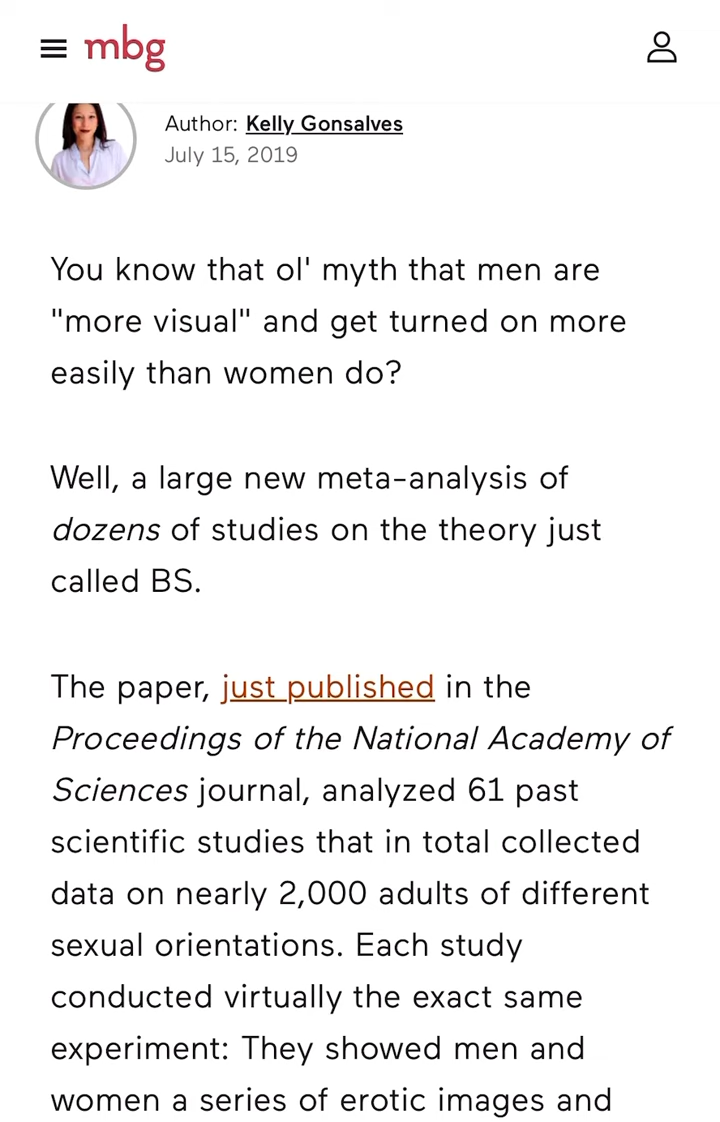 mbg
Author: Kelly Gonsalves
July 15, 2019
You know that ol' myth that men are
"more visual" and get turned on more
easily than women do?
Well, a large new meta-analysis of
dozens of studies on the theory just
called BS.
The paper, just published in the
Proceedings of the National Academy of
Sciences journal, analyzed 61 past
scientific studies that in total collected
data on nearly 2,000 adults of different
sexual orientations. Each study
conducted virtually the exact same
experiment: They showed men and
women a series of erotic images and